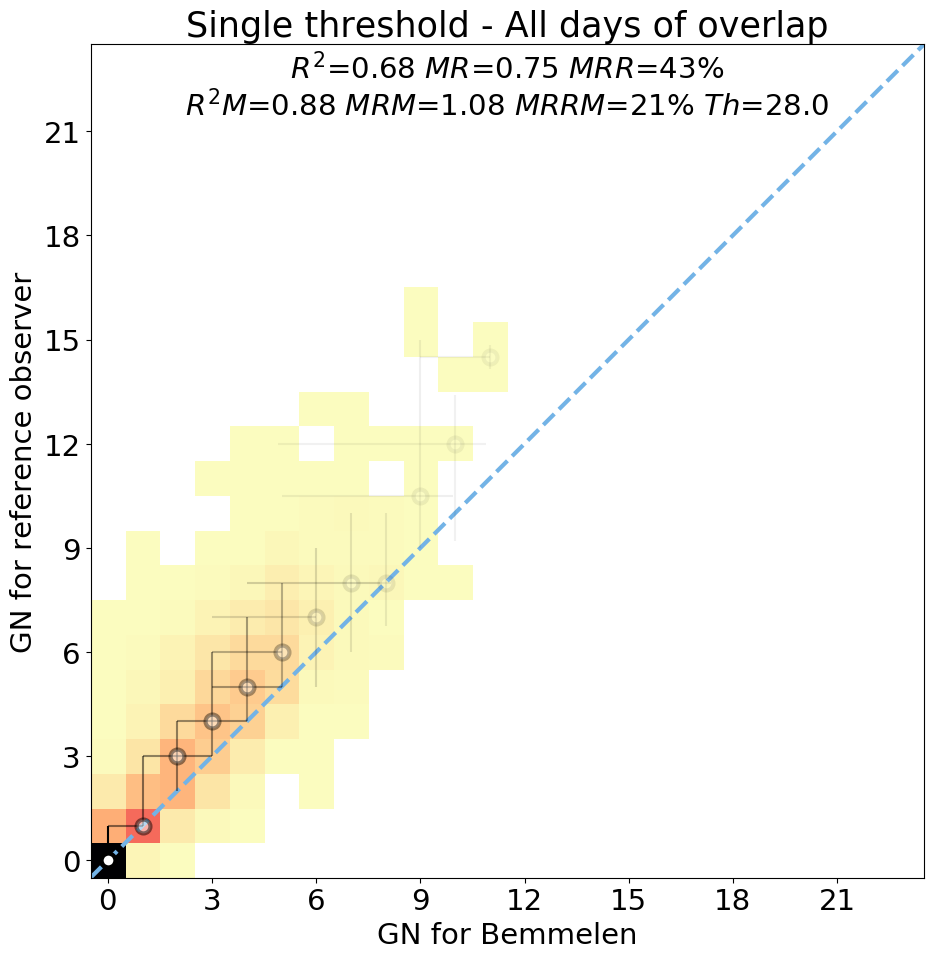 Single threshold - All days of overlap
R²=0.68 MR=0.75 MRR=43%
R²M=0.88 MRM=1.08 MRRM=21% Th=28.0
GN for reference observer
21
18
15
12
9
6
3
0
0 3 6 9 12 15 18 21
GN for Bemmelen